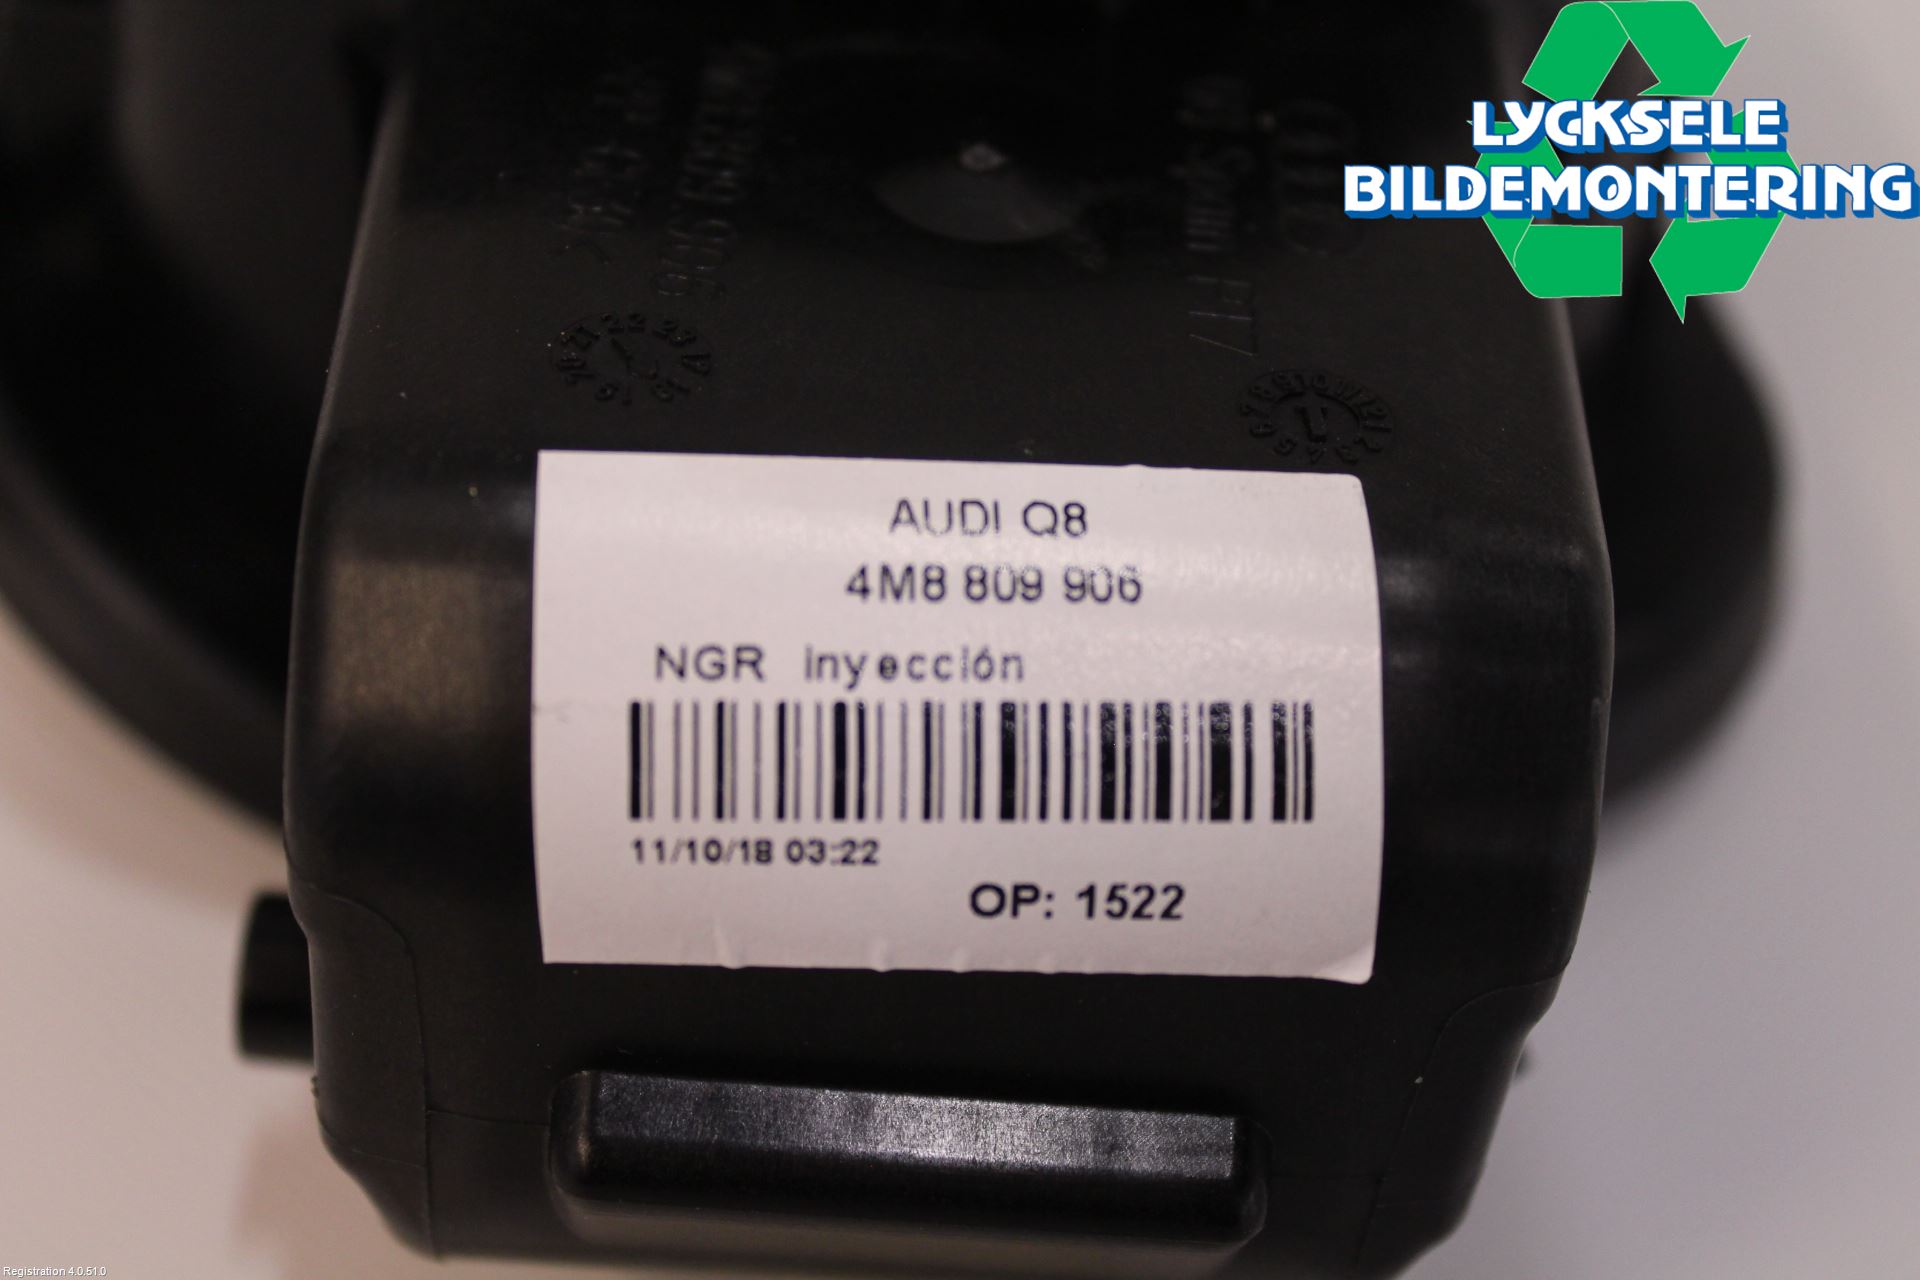 LYCKSELE
BILDEMONTERING
AUDI Q8
4M8 809 906
NGR inyección
11/10/18 03:22
OP: 1522
Registration 4.0.51.0